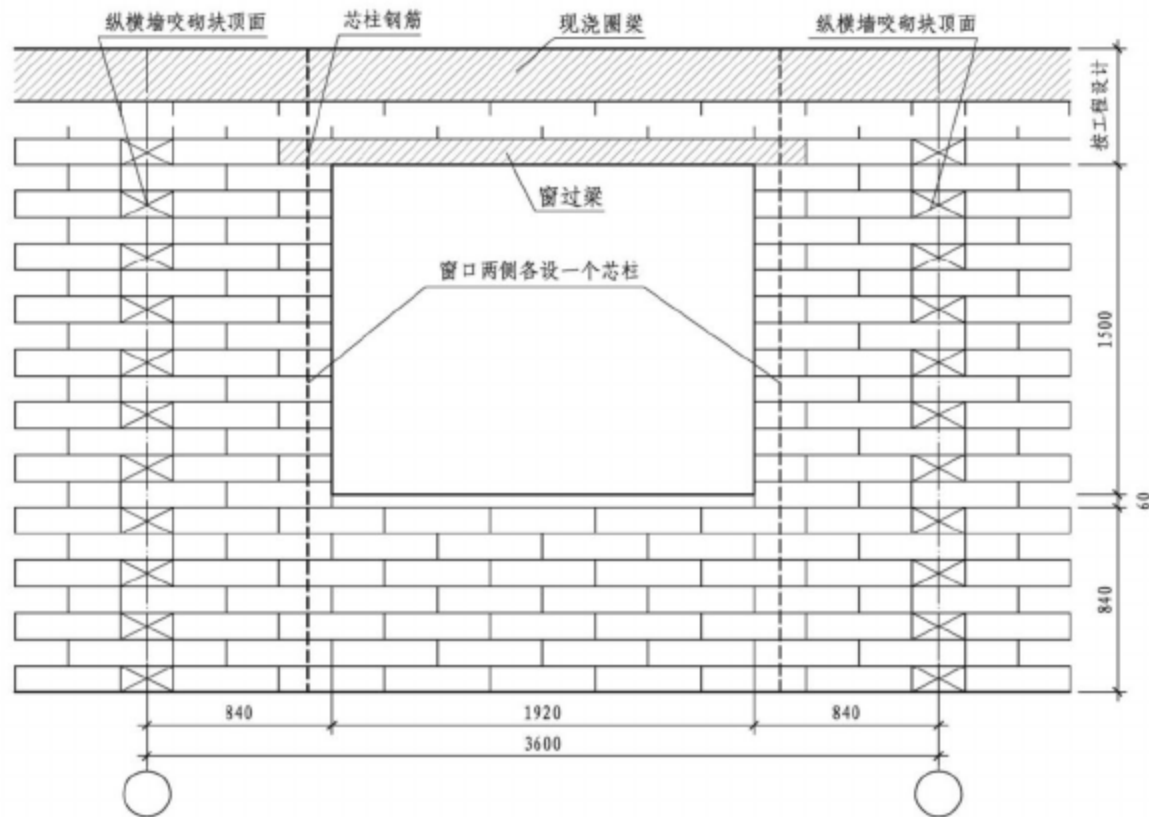 纵横墙咬砌块顶面
芯柱钢筋
现浇圈梁
纵横墙咬砌块顶面
按工程设计
窗过梁
窗口两侧各设一个芯柱
1500
60
840
840
1920
840
3600